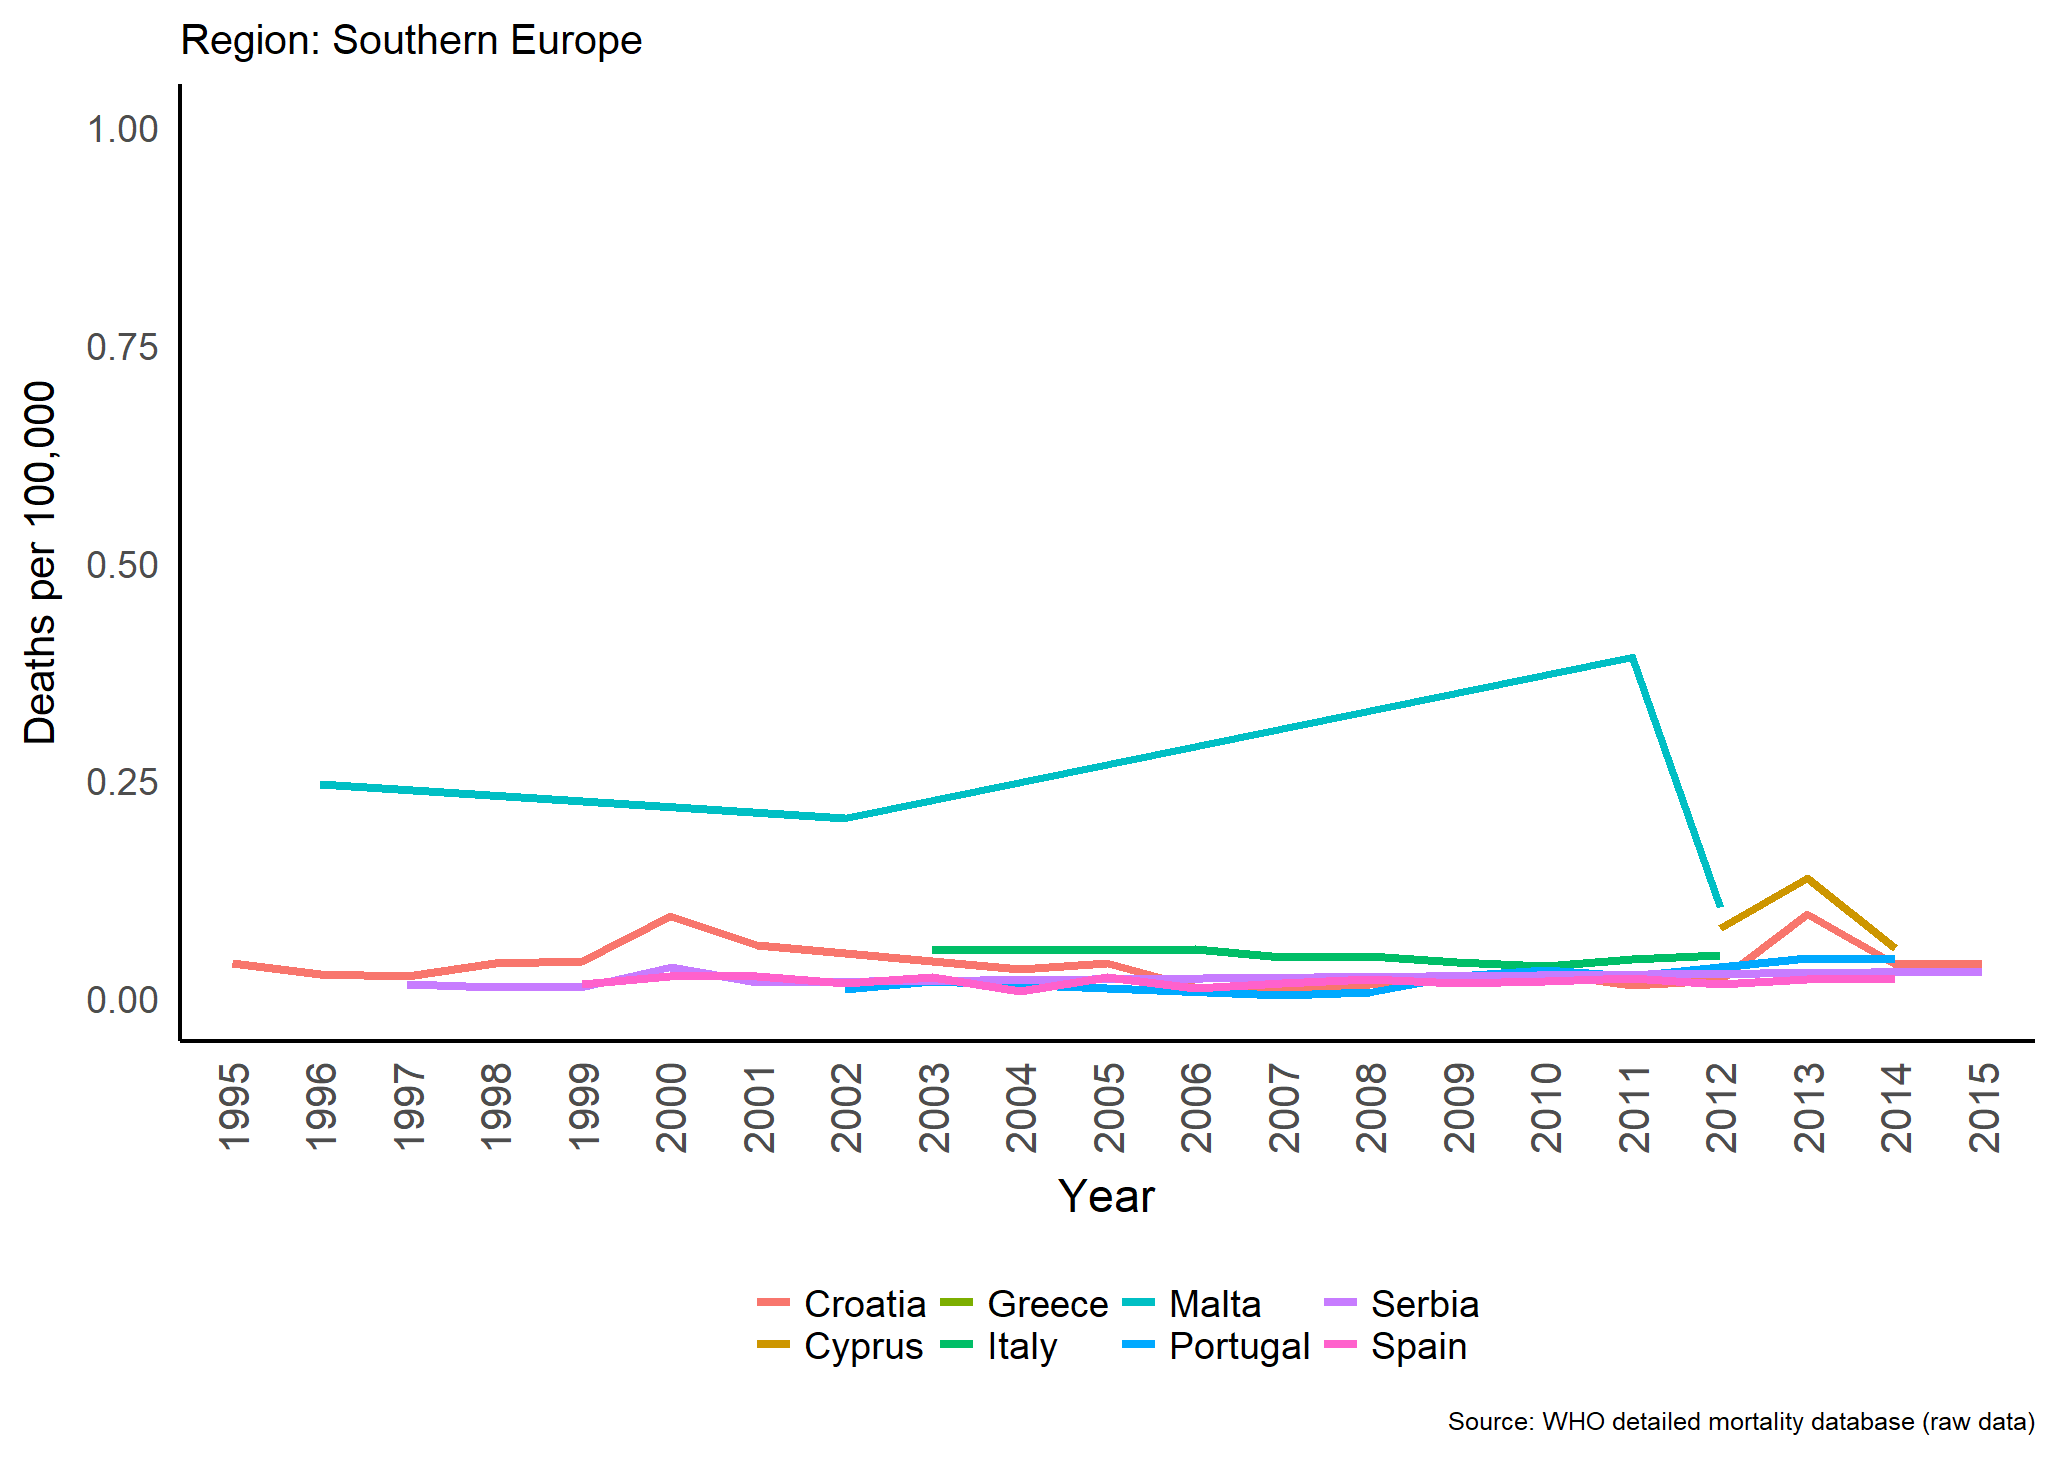 Region: Southern Europe
1.00
0.75
0.50
0.25
0.00
Deaths per 100,000
1995 1996 1997 1998 1999 2000 2001 2002 2003 2004 2005 2006 2007 2008 2009 2010 2011 2012 2013 2014 2015
Year
Croatia Greece Malta Serbia
Cyprus Italy Portugal Spain
Source: WHO detailed mortality database (raw data)